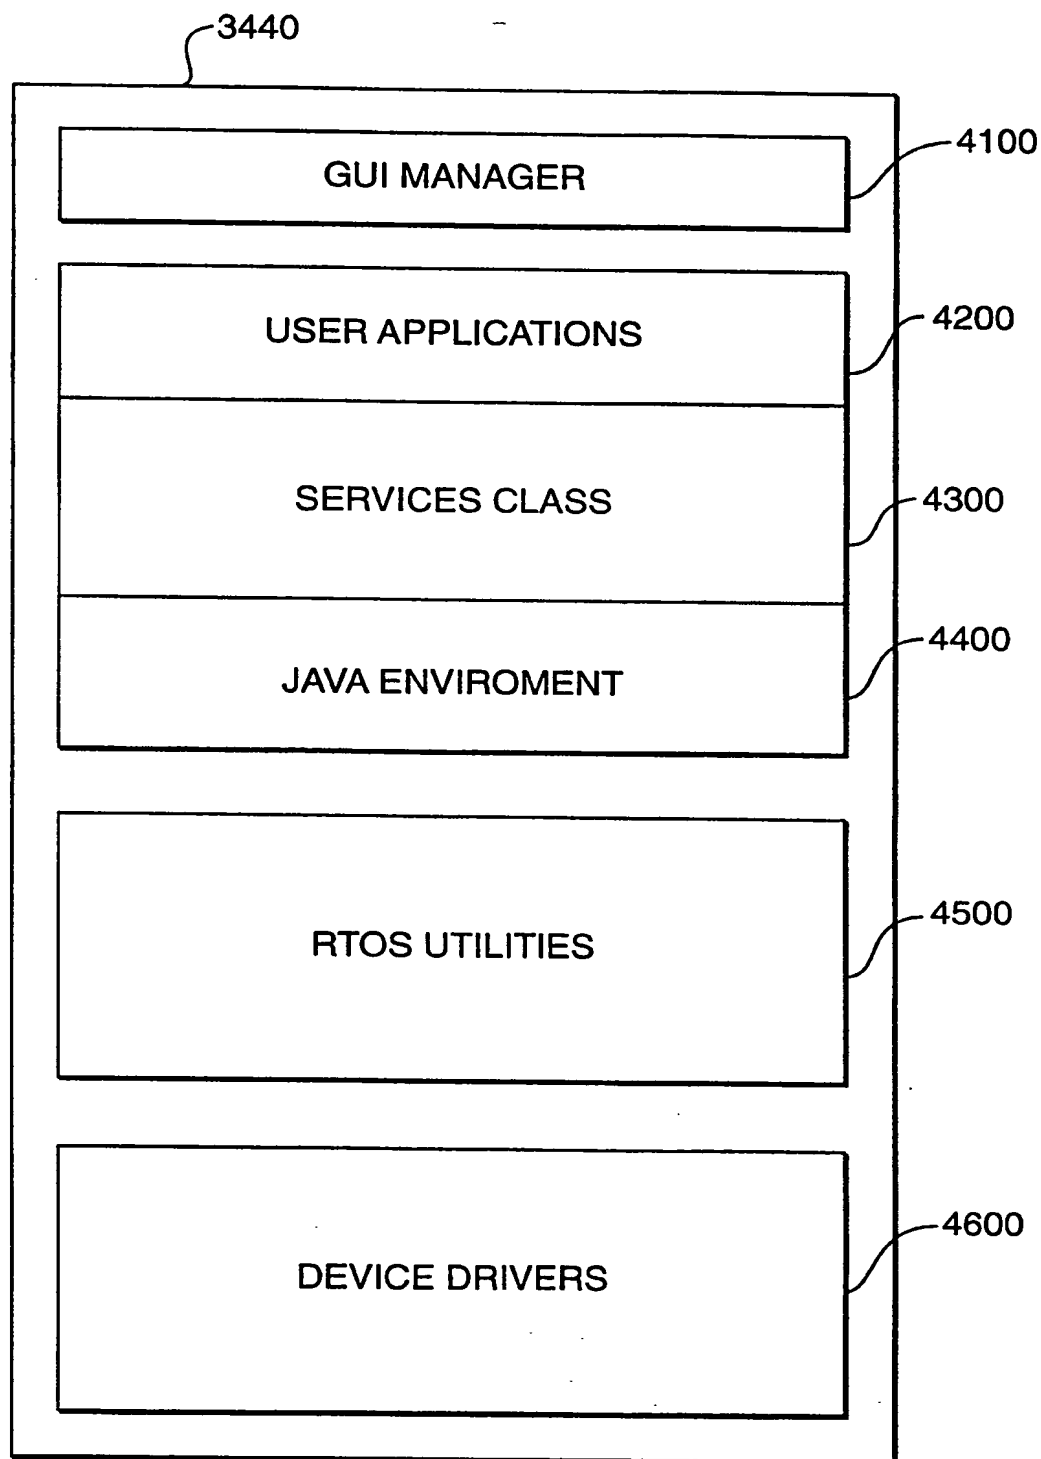 3440
GUI MANAGER
4100
USER APPLICATIONS
4200
SERVICES CLASS
4300
JAVA ENVIROMENT
4400
RTOS UTILITIES
4500
DEVICE DRIVERS
4600